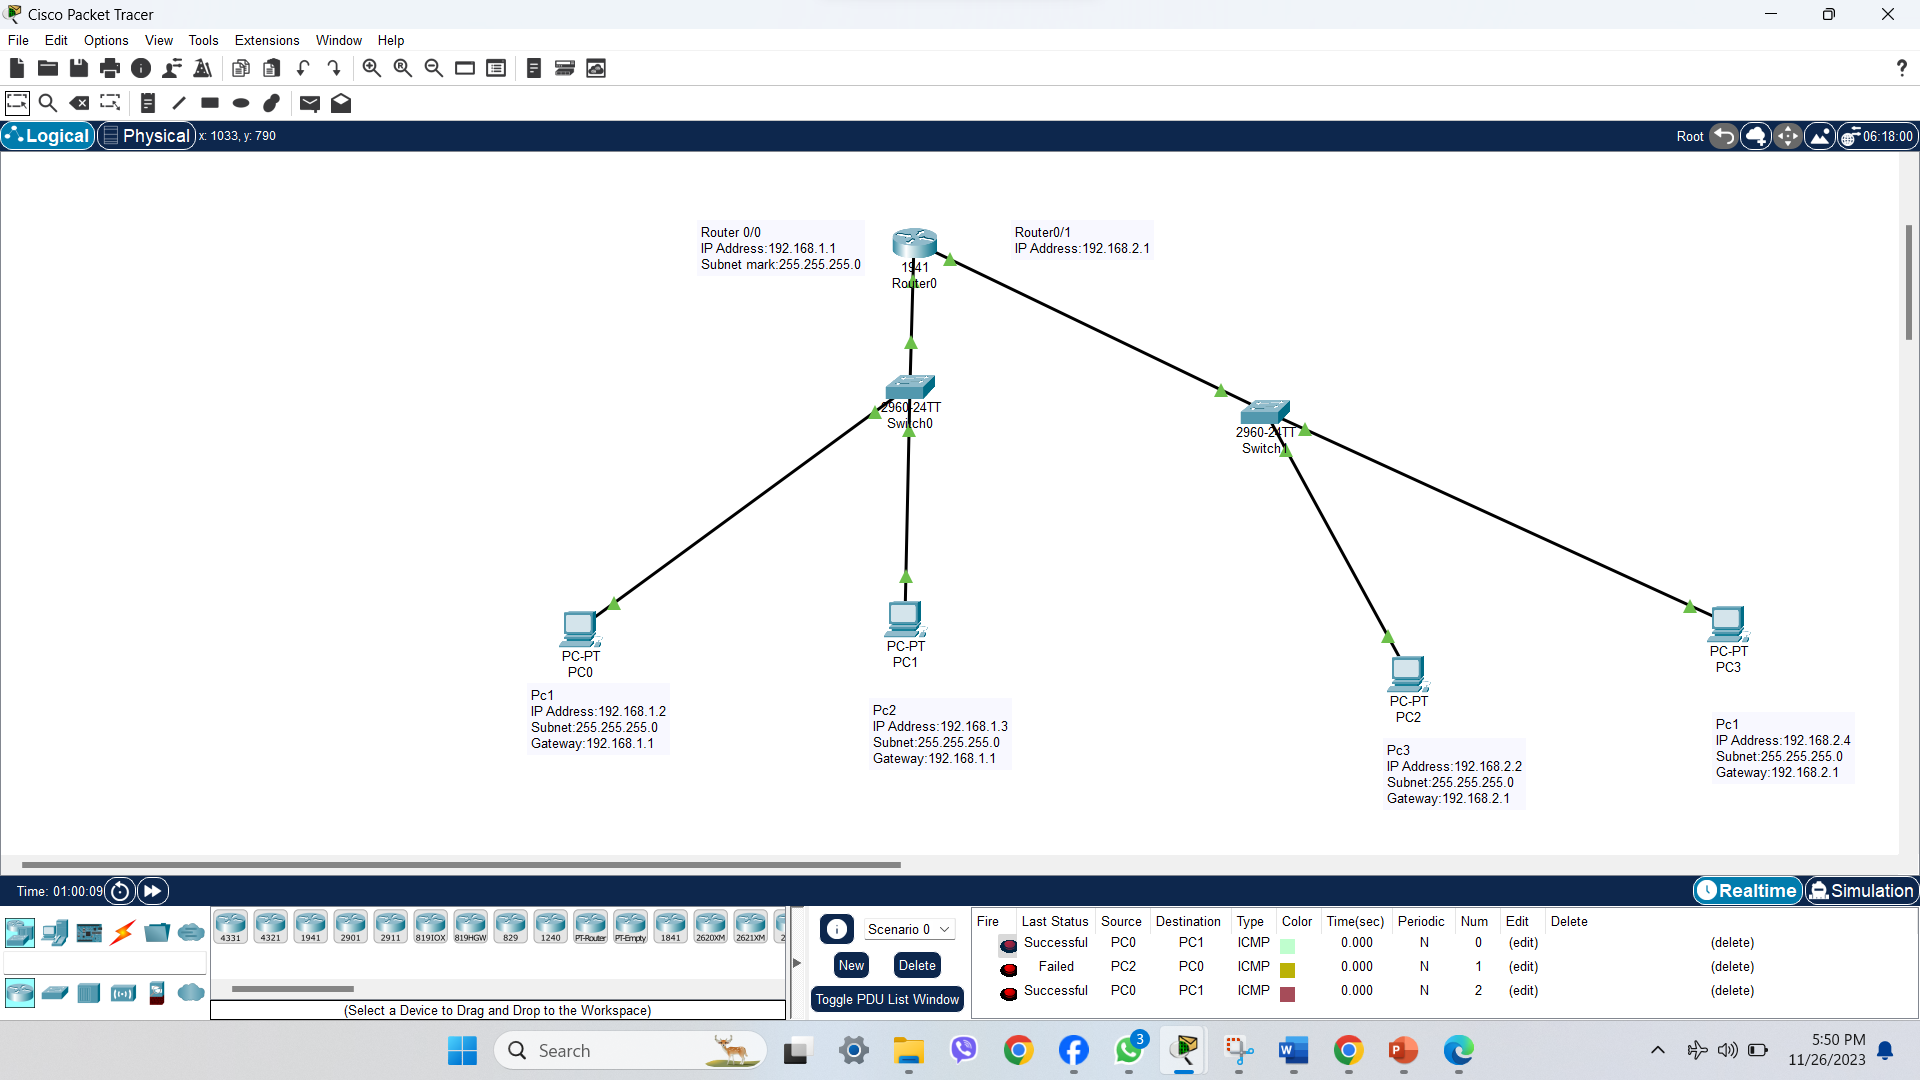 Cisco Packet Tracer
File Edit Options View Tools Extensions Window Help
?
Logical Physical x: 1033, y: 790 Root 06:18:00
Router 0/0
IP Address:192.168.1.1
Subnet mark:255.255.255.0
Router0/1
IP Address:192.168.2.1
1941
Router0
2960-24TT
Switch0
2960-24TT
Switch1
PC-PT
PC0
PC-PT
PC1
PC-PT
PC2
PC-PT
PC3
Pc1
IP Address:192.168.1.2
Subnet:255.255.255.0
Gateway:192.168.1.1
Pc2
IP Address:192.168.1.3
Subnet:255.255.255.0
Gateway:192.168.1.1
Pc3
IP Address:192.168.2.2
Subnet:255.255.255.0
Gateway:192.168.2.1
Pc1
IP Address:192.168.2.4
Subnet:255.255.255.0
Gateway:192.168.2.1
Time: 01:00:09 Realtime Simulation
4331 4321 1941 2901 2911 819IOX 819HGW 829 1240 PT-Router PT-Empty 1841 2620XM 2621XM 2
(Select a Device to Drag and Drop to the Workspace)
Scenario 0
New Delete
Toggle PDU List Window
Fire Last Status Source Destination Type Color Time(sec) Periodic Num Edit Delete
Successful PC0 PC1 ICMP 0.000 N 0 (edit) (delete)
Failed PC2 PC0 ICMP 0.000 N 1 (edit) (delete)
Successful PC0 PC1 ICMP 0.000 N 2 (edit) (delete)
Search
3
5:50 PM
11/26/2023